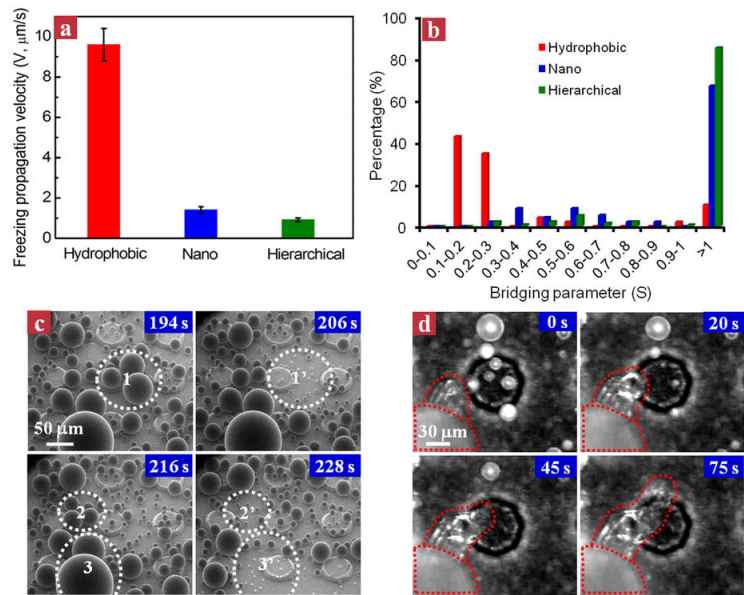 a
Freezing propagation velocity (V, μm/s)
10
8
6
4
2
0
Hydrophobic
Nano
Hierarchical
b
Percentage (%)
100
80
60
40
20
0
Hydrophobic
Nano
Hierarchical
0-0.1
0.1-0.2
0.2-0.3
0.3-0.4
0.4-0.5
0.5-0.6
0.6-0.7
0.7-0.8
0.8-0.9
0.9-1
>1
Bridging parameter (S)
c
194 s
1
50 μm
206 s
1'
216 s
2
3
228 s
2'
3'
d
0 s
30 μm
20 s
45 s
75 s